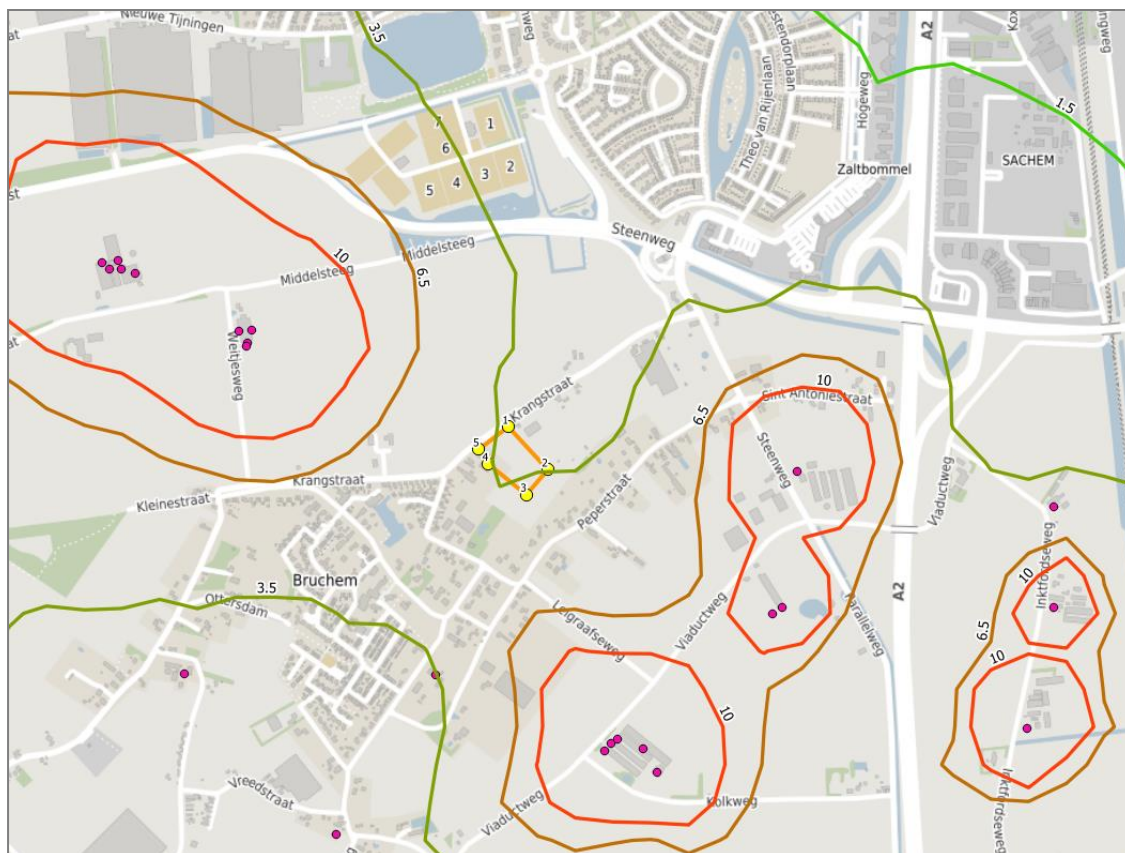 Nieuwe Tijningen
3.5
A2
1.5
Theo van Rijenlaan
Hogeweg
SACHEM
Zaltbommel
7
1
6
2
3
4
5
Steenweg
Middelsteeg
Middelsteeg
10
6.5
Weitjesweg
Krangstraat
1
5
4
2
3
Krangstraat
Kleinestraat
Peperstraat
6.5
10
Sint Antoniestraat
Steenweg
Viaductweg
Bruchem
3.5
Ottersdam
Leigraafseweg
Viaductweg
Parallelweg
A2
Inktfordseweg
10
6.5
10
10
Vreedstraat
Viaductweg
Kolkweg
Inktfordseweg